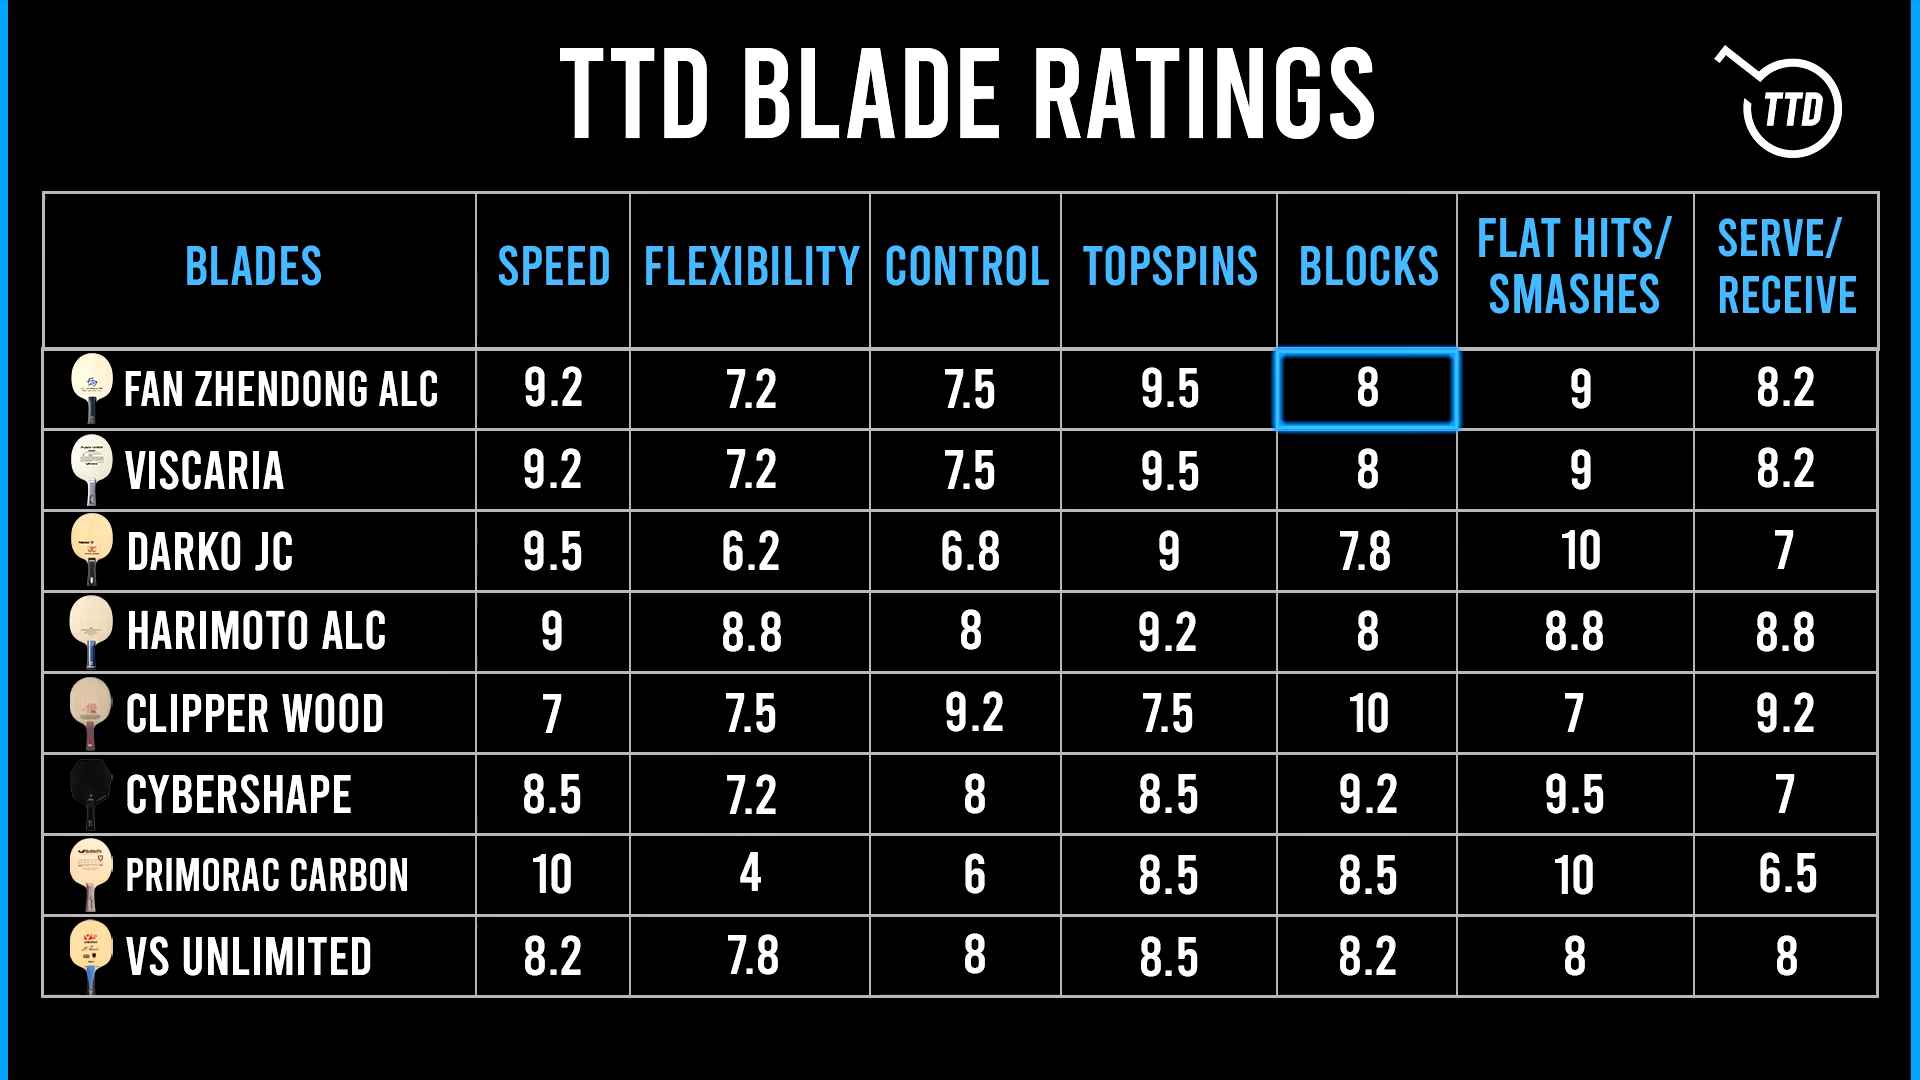 TTD BLADE RATINGS
TTD
BLADES SPEED FLEXIBILITY CONTROL TOPSPINS BLOCKS FLAT HITS/ SMASHES SERVE/ RECEIVE
FAN ZHENDONG ALC 9.2 7.2 7.5 9.5 8 9 8.2
VISCARIA 9.2 7.2 7.5 9.5 8 9 8.2
DARKO JC 9.5 6.2 6.8 9 7.8 10 7
HARIMOTO ALC 9 8.8 8 9.2 8 8.8 8.8
CLIPPER WOOD 7 7.5 9.2 7.5 10 7 9.2
CYBERSHAPE 8.5 7.2 8 8.5 9.2 9.5 7
PRIMORAC CARBON 10 4 6 8.5 8.5 10 6.5
VS UNLIMITED 8.2 7.8 8 8.5 8.2 8 8